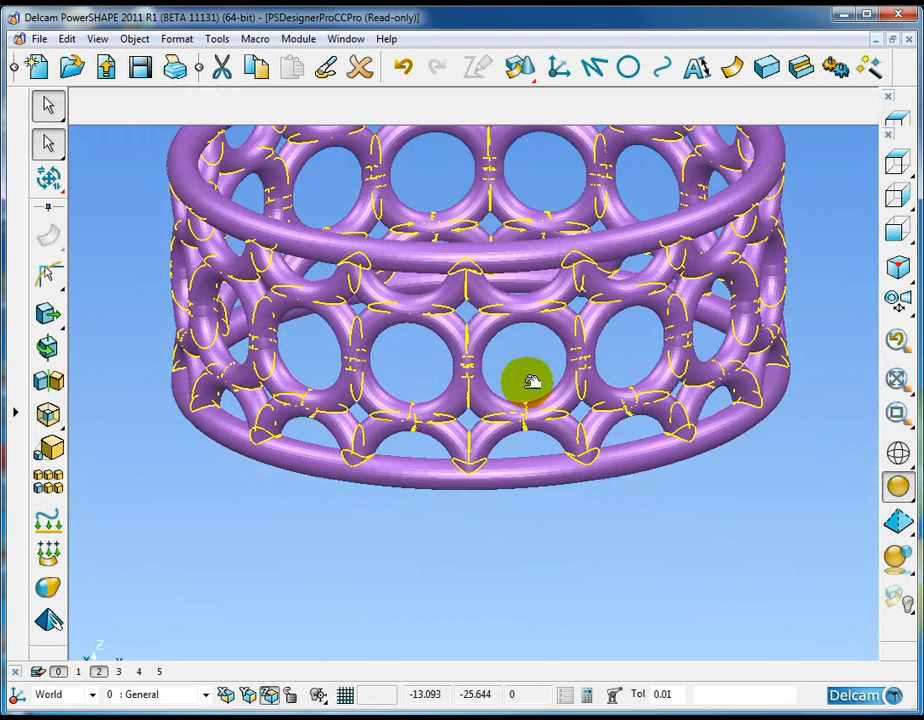 Delcam PowerSHAPE 2011 R1 (BETA 11131) (64-bit) - [PSDesignerProCCPro (Read-only)]
File Edit View Object Format Tools Macro Module Window Help
Z
0 1 2 3 4 5
World 0 : General -13.093 -25.644 0 Tol 0.01 Delcam